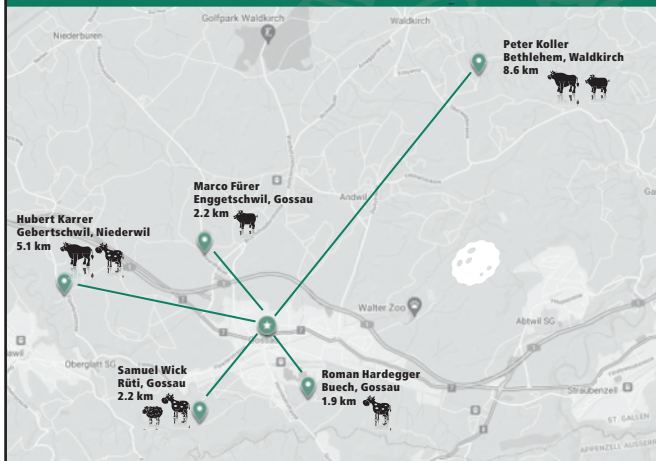 Golfpark Waldkirch
Waldkirch
Niederbüren
Peter Koller
Bethlehem, Waldkirch
8.6 km
Marco Fürer
Enggetschwil, Gossau
2.2 km
Andwil
Hubert Karrer
Gebertschwil, Niederwil
5.1 km
Walter Zoo
Abtwil SG
Oberglatt SG
Samuel Wick
Rüti, Gossau
2.2 km
Roman Hardegger
Buech, Gossau
1.9 km
Straubenzell
ST. GALLEN
APPENZELL AUSSERR